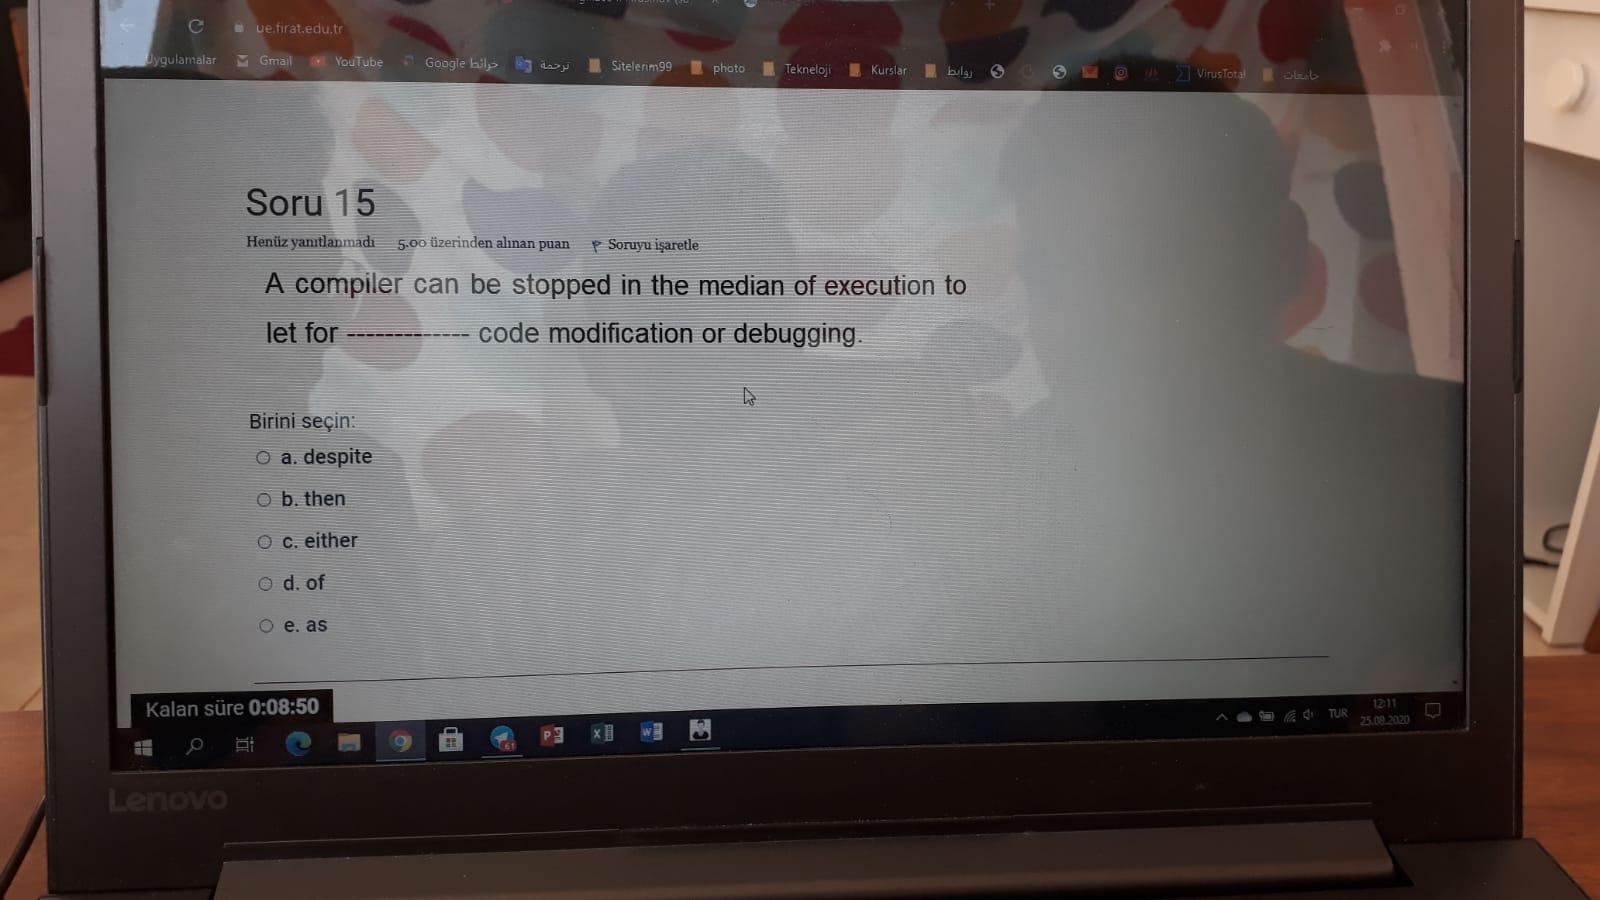 ue.firat.edu.tr
Uygulamalar Gmail YouTube Google خرائط ترجمة Sitelerim99 photo Tekneloji Kurslar روابط VirusTotal جامعات
Soru 15
Henüz yanıtlanmadı 5.00 üzerinden alınan puan Soruyu işaretle
A compiler can be stopped in the median of execution to
let for ------------- code modification or debugging.
Birini seçin:
a. despite
b. then
c. either
d. of
e. as
Kalan süre 0:08:50
61
TUR
12:11
25.08.2020
Lenovo